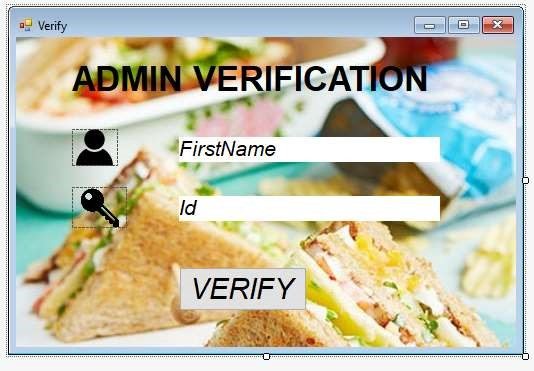 Verify
ADMIN VERIFICATION
FirstName
Id
VERIFY